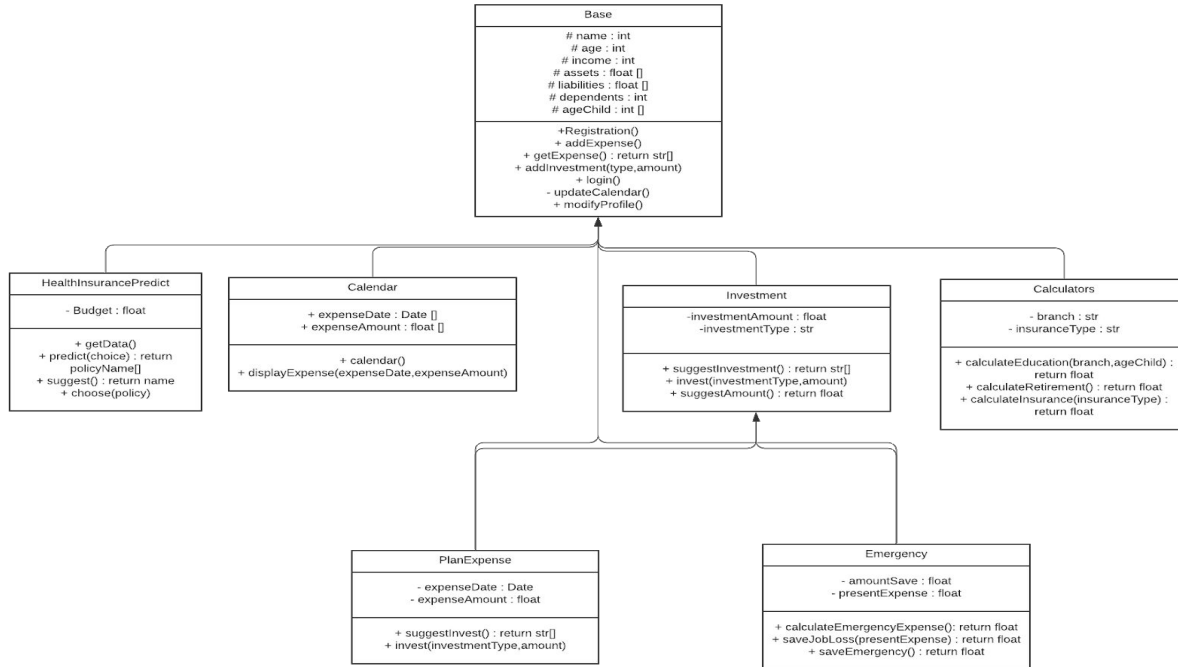 Base
# name : int
# age : int
# income : int
# assets : float []
# liabilities : float []
# dependents : int
# ageChild : int []
+Registration()
+ addExpense()
+ getExpense() : return str[]
+ addInvestment(type,amount)
+ login()
- updateCalendar()
+ modifyProfile()
HealthInsurancePredict
- Budget : float
+ getData()
+ predict(choice) : return
policyName[]
+ suggest() : return name
+ choose(policy)
Calendar
+ expenseDate : Date []
+ expenseAmount : float []
+ calendar()
+ displayExpense(expenseDate,expenseAmount)
Investment
-investmentAmount : float
-investmentType : str
+ suggestInvestment() : return str[]
+ invest(investmentType,amount)
+ suggestAmount() : return float
Calculators
- branch : str
- insuranceType : str
+ calculateEducation(branch,ageChild) :
return float
+ calculateRetirement() : return float
+ calculateInsurance(insuranceType) :
return float
PlanExpense
- expenseDate : Date
- expenseAmount : float
+ suggestInvest() : return str[]
+ invest(investmentType,amount)
Emergency
- amountSave : float
- presentExpense : float
+ calculateEmergencyExpense(): return float
+ saveJobLoss(presentExpense) : return float
+ saveEmergency() : return float